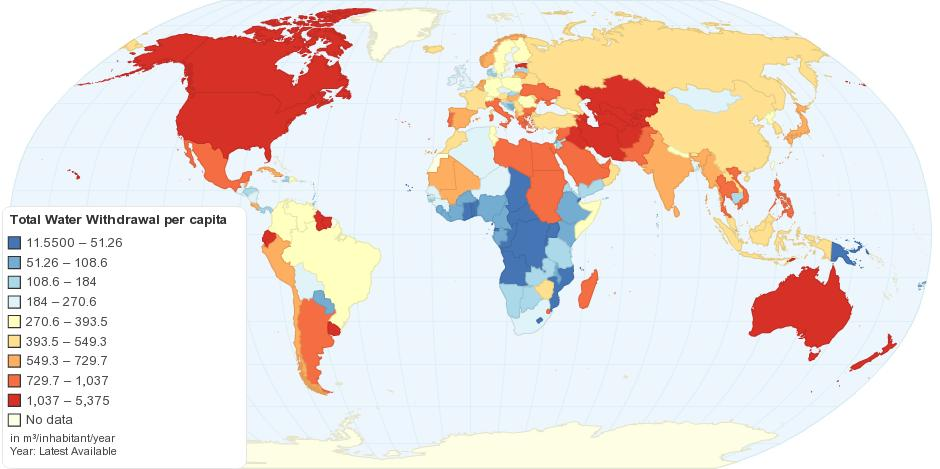 Total Water Withdrawal per capita
11.5500 – 51.26
51.26 – 108.6
108.6 – 184
184 – 270.6
270.6 – 393.5
393.5 – 549.3
549.3 – 729.7
729.7 – 1,037
1,037 – 5,375
No data
in m³/inhabitant/year
Year: Latest Available